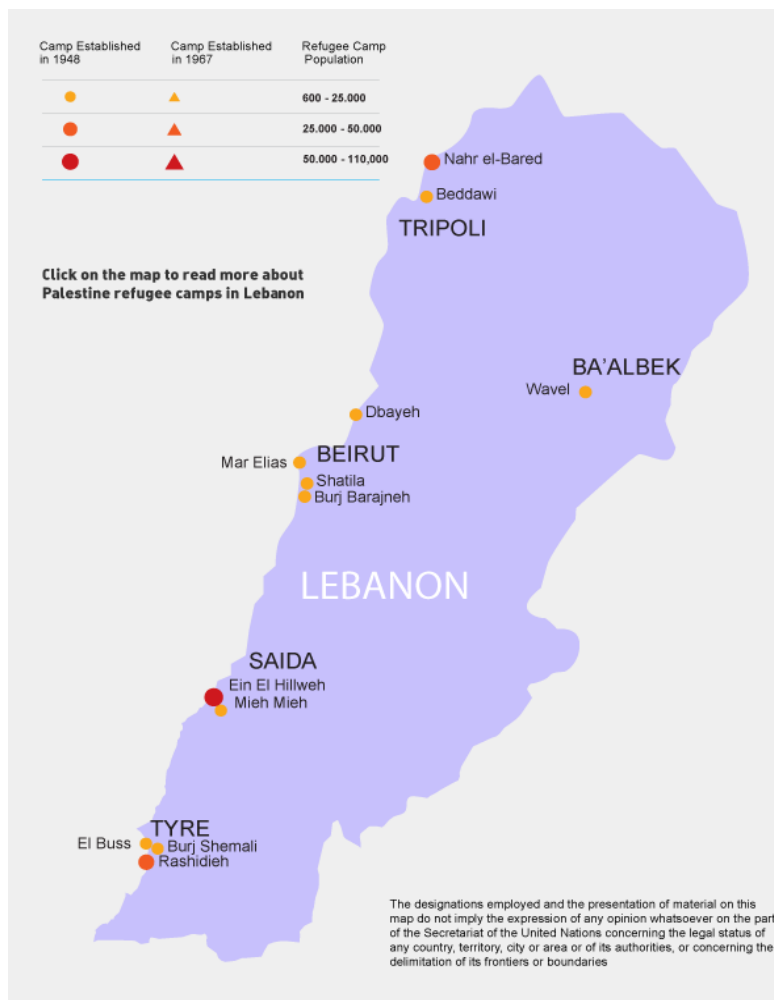 Camp Established
in 1948
Camp Established
in 1967
Refugee Camp
Population
600 - 25.000
25.000 - 50.000
50.000 - 110,000
Click on the map to read more about
Palestine refugee camps in Lebanon
Nahr el-Bared
Beddawi
TRIPOLI
BA'ALBEK
Wavel
Dbayeh
BEIRUT
Mar Elias
Shatila
Burj Barajneh
LEBANON
SAIDA
Ein El Hillweh
Mieh Mieh
TYRE
El Buss
Burj Shemali
Rashidieh
The designations employed and the presentation of material on this
map do not imply the expression of any opinion whatsoever on the part
of the Secretariat of the United Nations concerning the legal status of
any country, territory, city or area or of its authorities, or concerning the
delimitation of its frontiers or boundaries